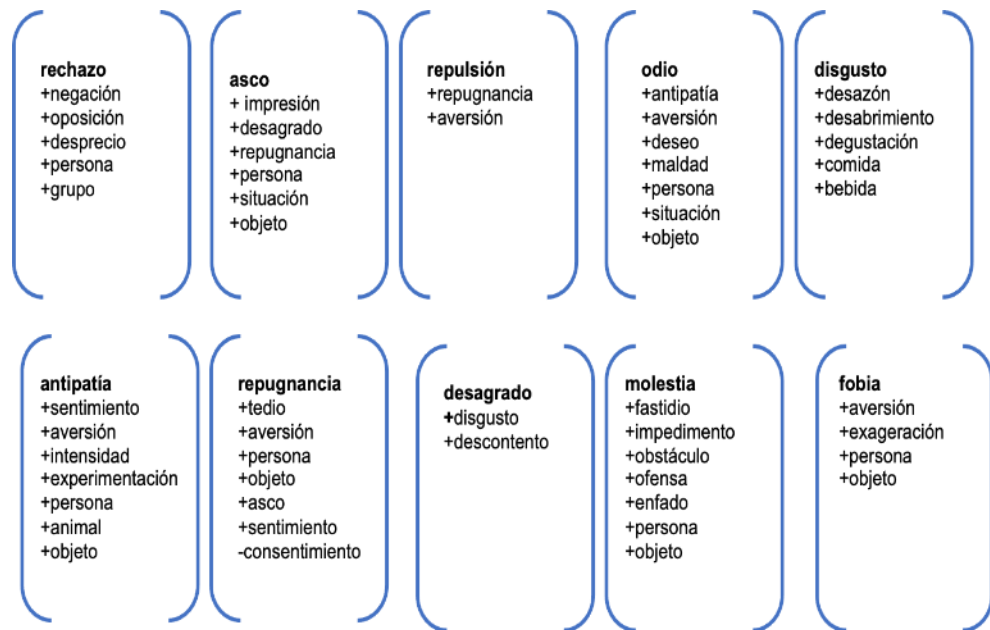 rechazo
+negación
+oposición
+desprecio
+persona
+grupo
asco
+ impresión
+desagrado
+repugnancia
+persona
+situación
+objeto
repulsión
+repugnancia
+aversión
odio
+antipatía
+aversión
+deseo
+maldad
+persona
+situación
+objeto
disgusto
+desazón
+desabrimiento
+degustación
+comida
+bebida
antipatía
+sentimiento
+aversión
+intensidad
+experimentación
+persona
+animal
+objeto
repugnancia
+tedio
+aversión
+persona
+objeto
+asco
+sentimiento
-consentimiento
desagrado
+disgusto
+descontento
molestia
+fastidio
+impedimento
+obstáculo
+ofensa
+enfado
+persona
+objeto
fobia
+aversión
+exageración
+persona
+objeto